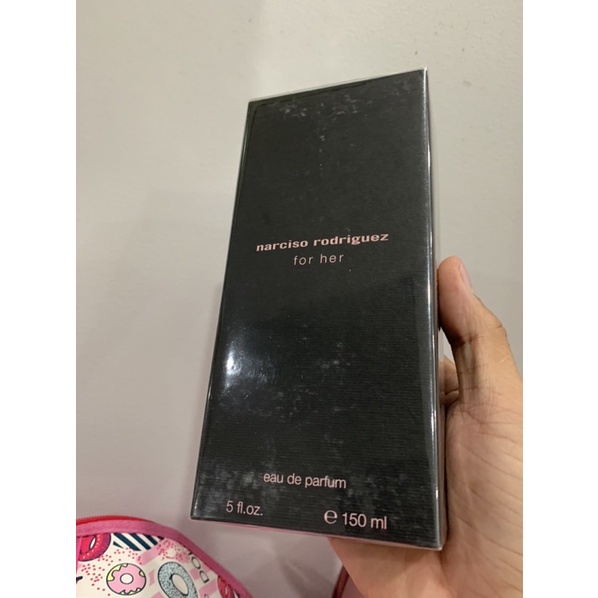 narciso rodriguez
for her
eau de parfum
5 fl.oz. ℮ 150 ml